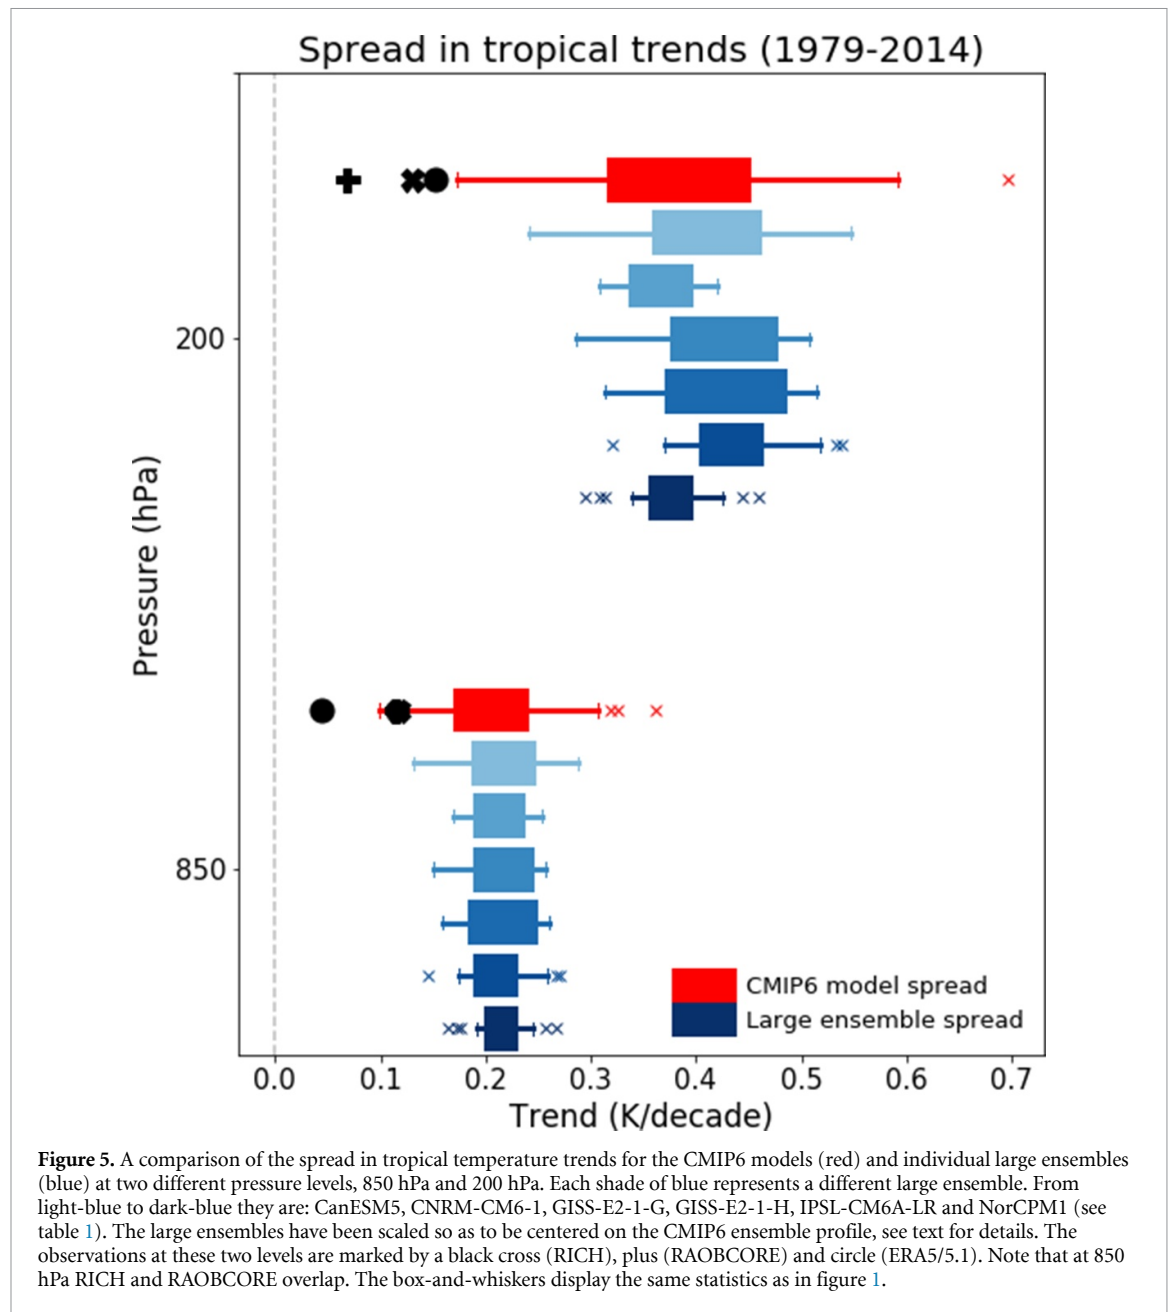 Spread in tropical trends (1979-2014)
200
850
Pressure (hPa)
CMIP6 model spread
Large ensemble spread
0.0 0.1 0.2 0.3 0.4 0.5 0.6 0.7
Trend (K/decade)
Figure 5. A comparison of the spread in tropical temperature trends for the CMIP6 models (red) and individual large ensembles
(blue) at two different pressure levels, 850 hPa and 200 hPa. Each shade of blue represents a different large ensemble. From
light-blue to dark-blue they are: CanESM5, CNRM-CM6-1, GISS-E2-1-G, GISS-E2-1-H, IPSL-CM6A-LR and NorCPM1 (see
table 1). The large ensembles have been scaled so as to be centered on the CMIP6 ensemble profile, see text for details. The
observations at these two levels are marked by a black cross (RICH), plus (RAOBCORE) and circle (ERA5/5.1). Note that at 850
hPa RICH and RAOBCORE overlap. The box-and-whiskers display the same statistics as in figure 1.